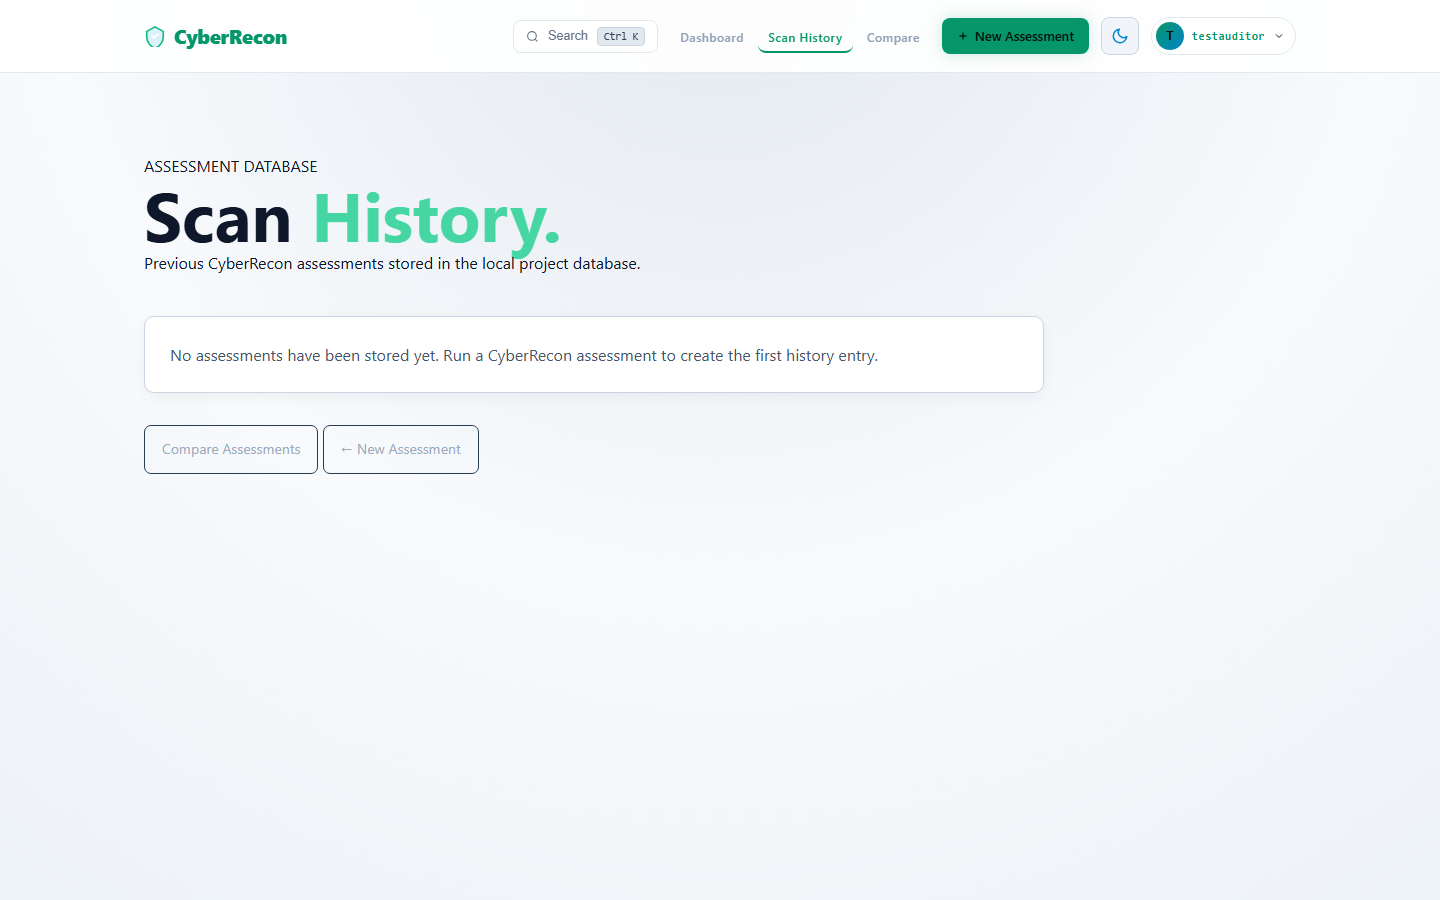 CyberRecon
Search Ctrl K
Dashboard
Scan History
Compare
+ New Assessment
T testauditor
ASSESSMENT DATABASE
Scan History.
Previous CyberRecon assessments stored in the local project database.
No assessments have been stored yet. Run a CyberRecon assessment to create the first history entry.
Compare Assessments
← New Assessment